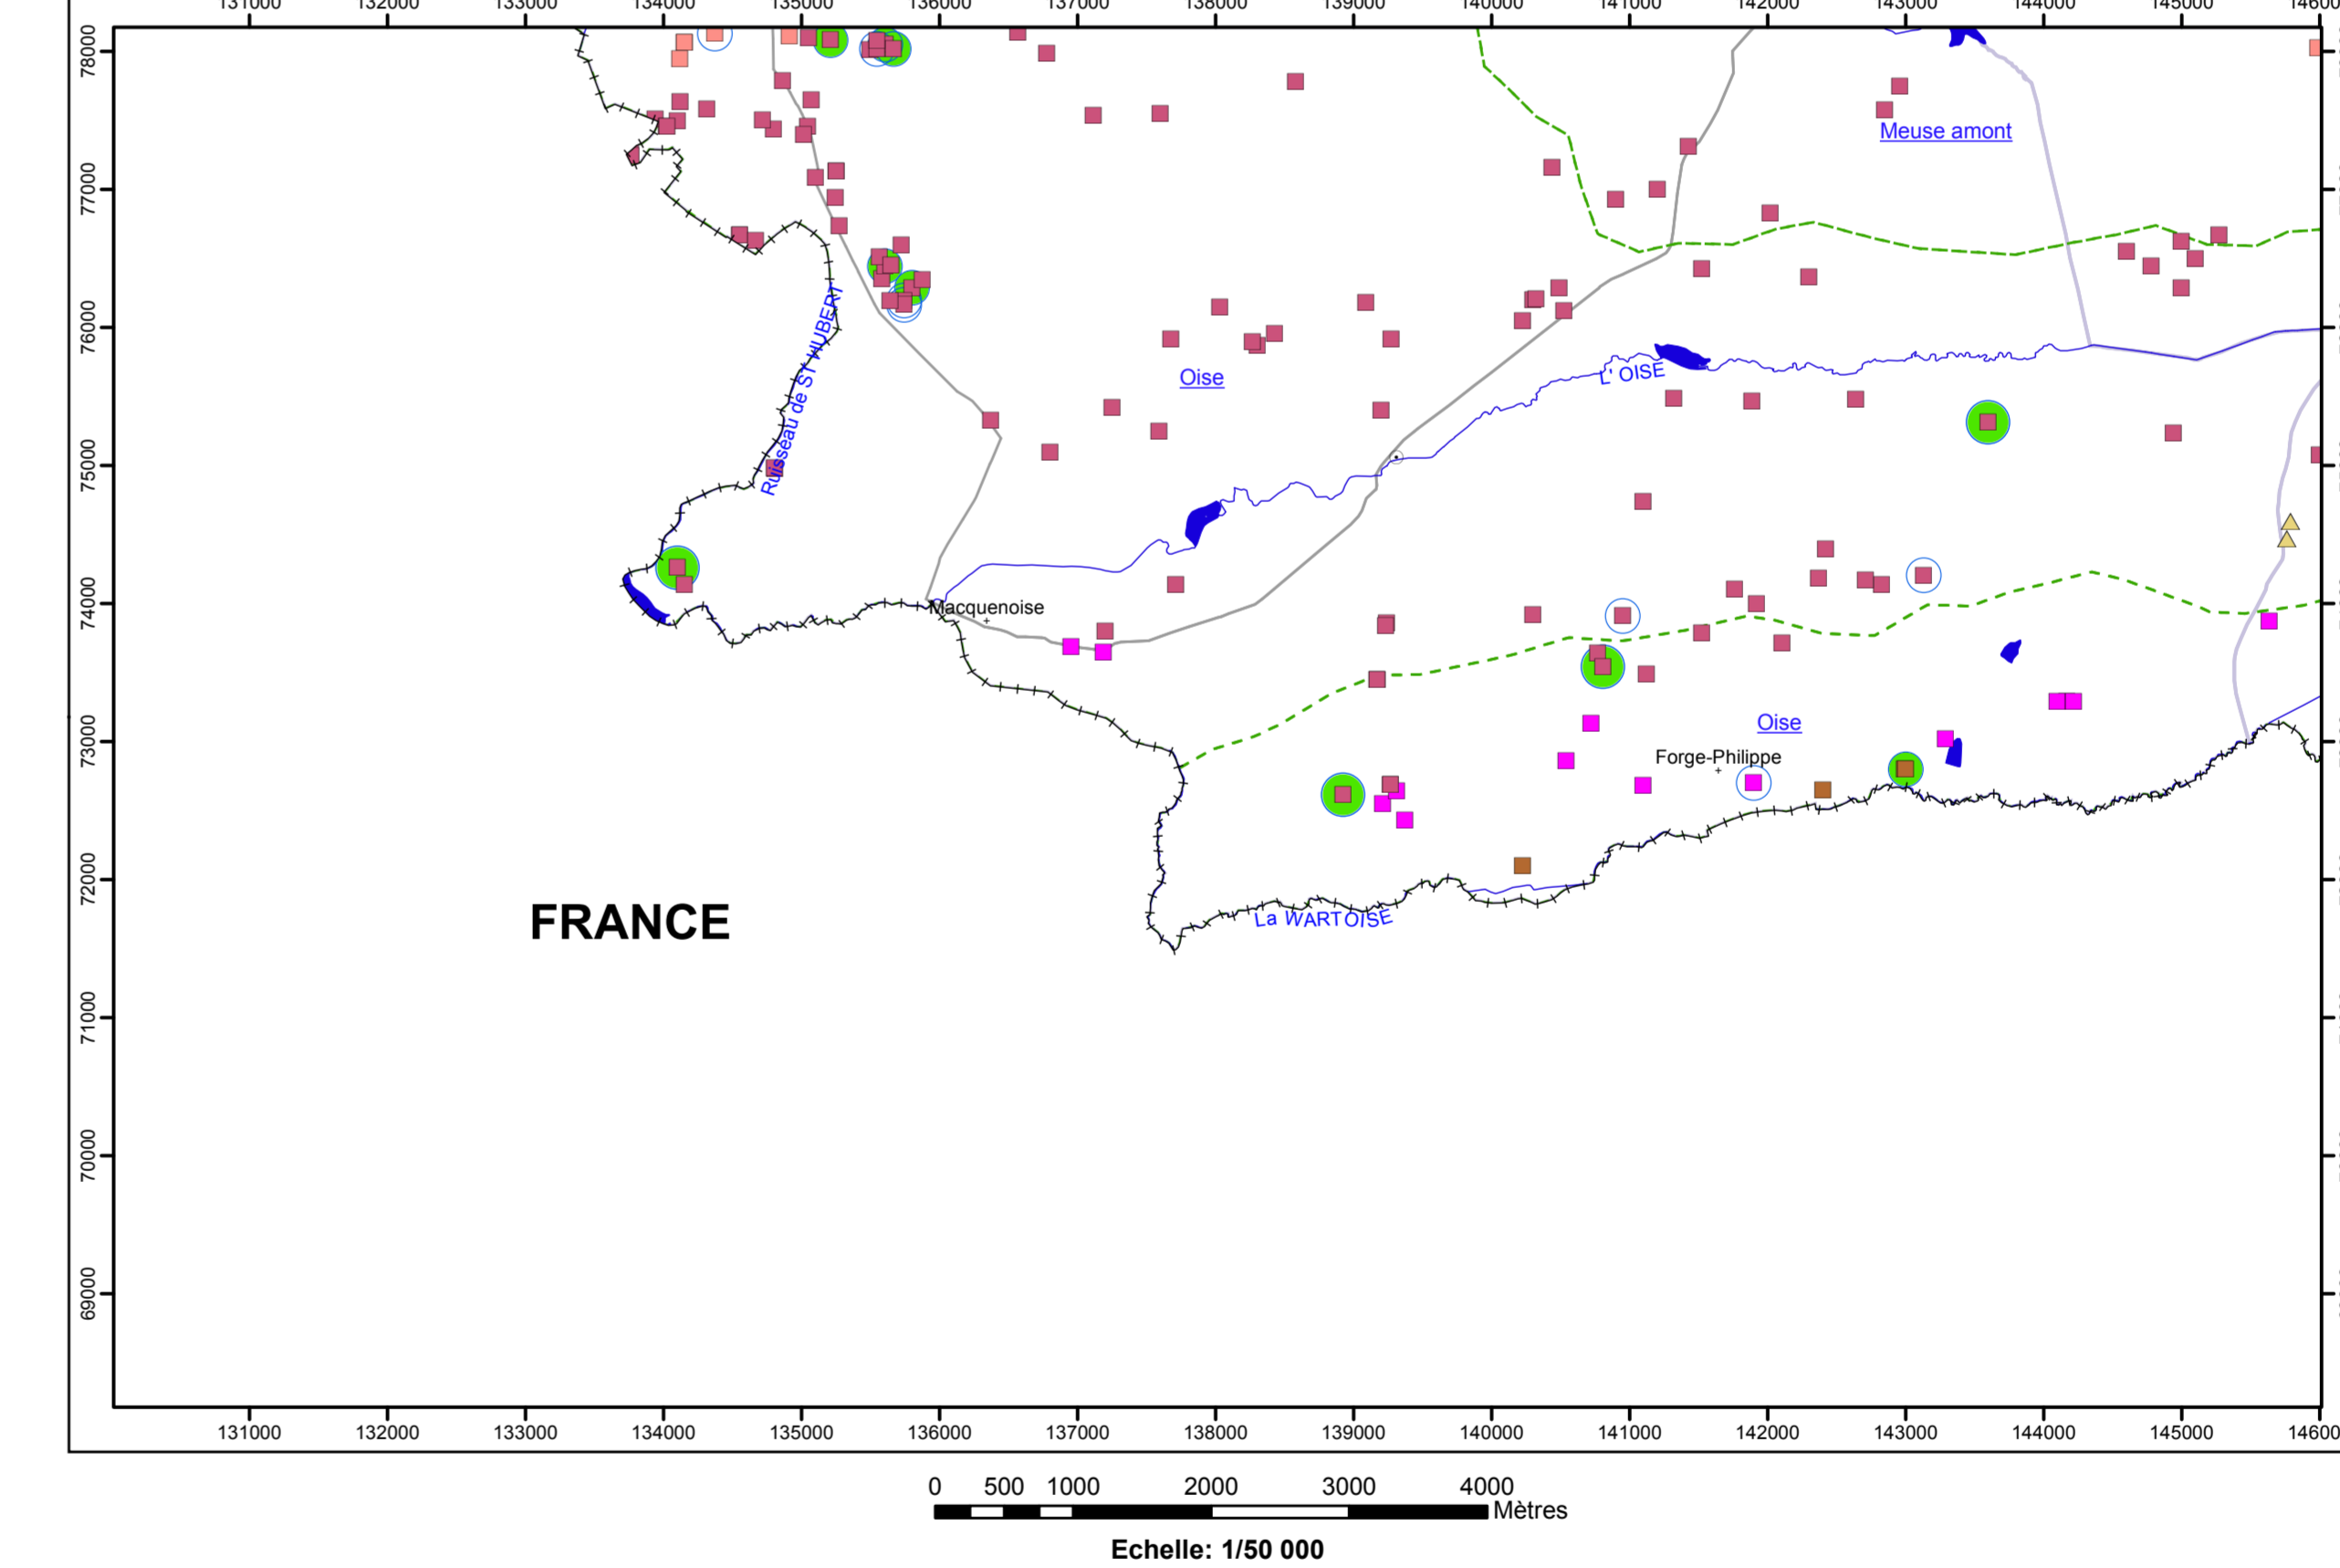 131000 132000 133000 134000 135000 136000 137000 138000 139000 140000 141000 142000 143000 144000 145000
78000
Meuse amont
77000
76000
Ruisseau de ST HUBERT
Oise
L' OISE
75000
74000
Macquenoise
73000
Oise
Forge-Philippe
72000
FRANCE
La WARTOISE
71000
70000
69000
131000 132000 133000 134000 135000 136000 137000 138000 139000 140000 141000 142000 143000 144000 145000
0 500 1000 2000 3000 4000
Mètres
Echelle: 1/50 000